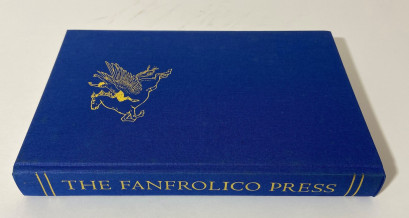 THE FANFROLICO PRESS